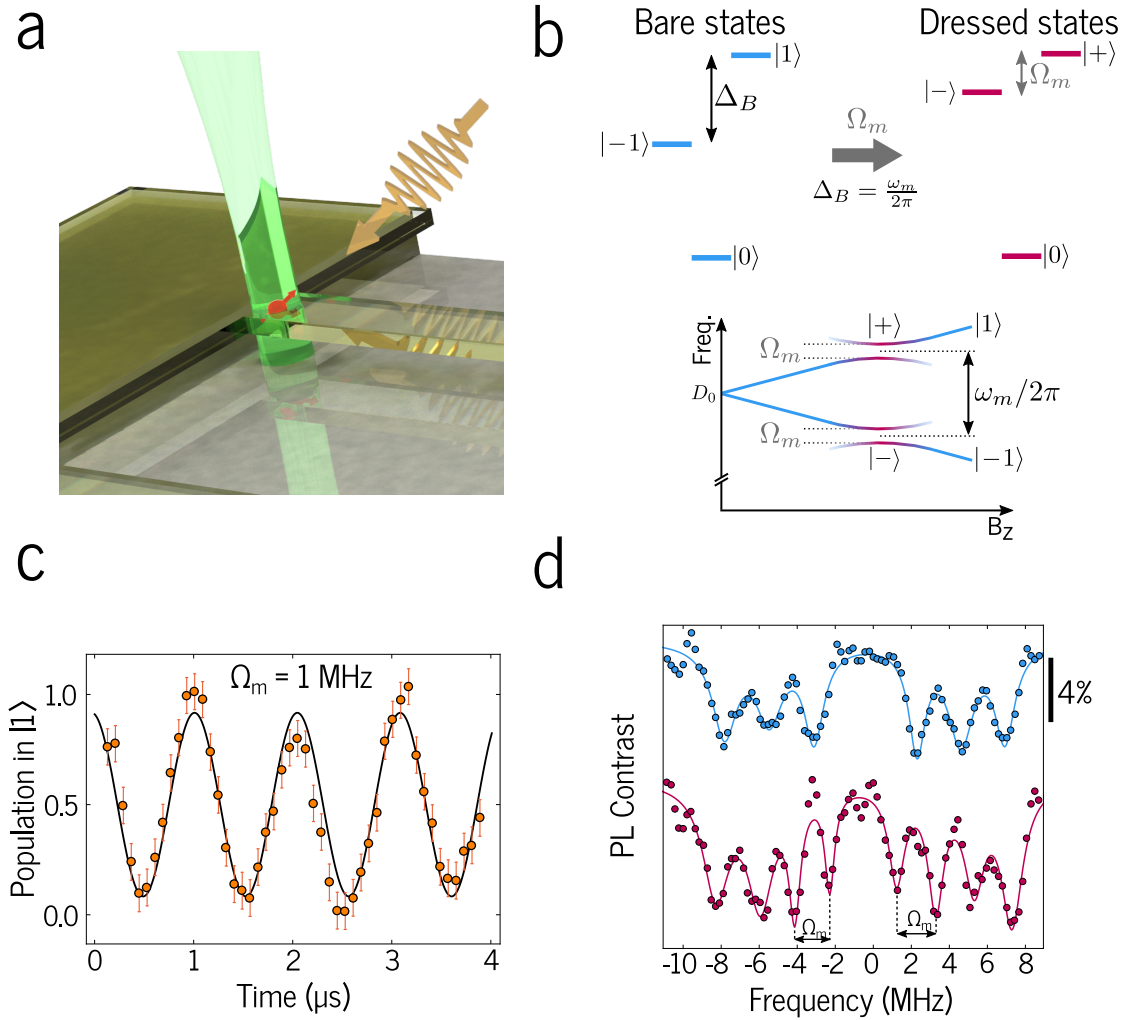 a
b
Bare states
Dressed states
|1⟩
|+⟩
Δ_B
Ω_m
|−⟩
|−1⟩
Ω_m
Δ_B = ω_m/2π
|0⟩
|0⟩
Freq.
|+⟩
|1⟩
Ω_m
D_0
ω_m/2π
Ω_m
|−⟩
|−1⟩
B_Z
c
Ω_m = 1 MHz
Population in |1⟩
1.0
0.5
0.0
0 1 2 3 4
Time (µs)
d
4%
PL Contrast
Ω_m Ω_m
-10 -8 -6 -4 -2 0 2 4 6 8
Frequency (MHz)